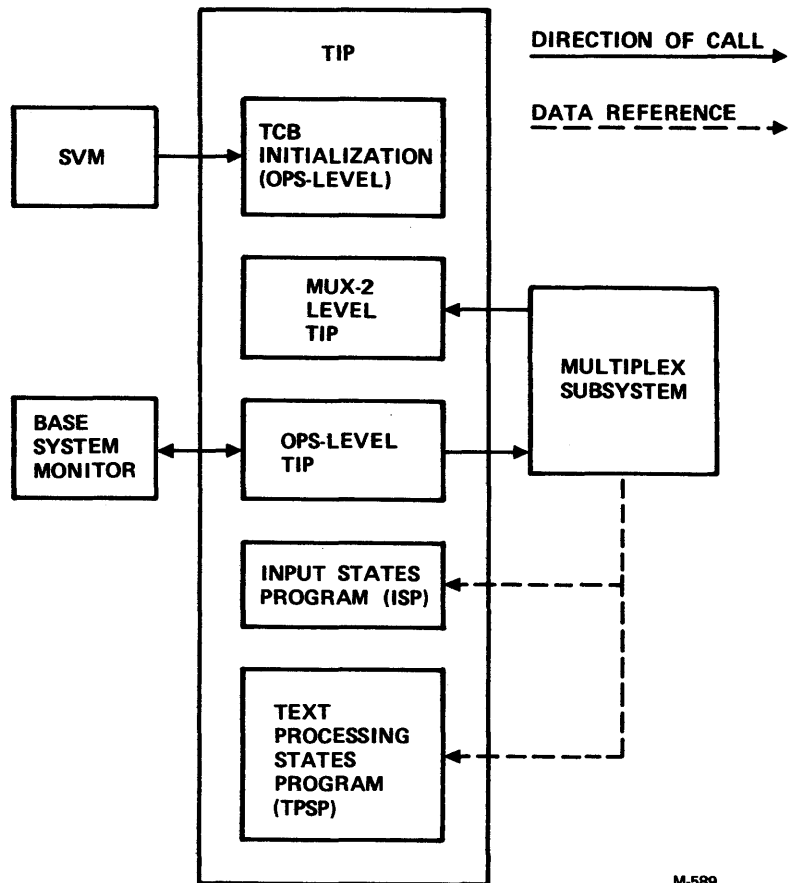 TIP
DIRECTION OF CALL
DATA REFERENCE
SVM
TCB
INITIALIZATION
(OPS-LEVEL)
MUX-2
LEVEL
TIP
MULTIPLEX
SUBSYSTEM
BASE
SYSTEM
MONITOR
OPS-LEVEL
TIP
INPUT STATES
PROGRAM (ISP)
TEXT
PROCESSING
STATES
PROGRAM
(TPSP)
M-589